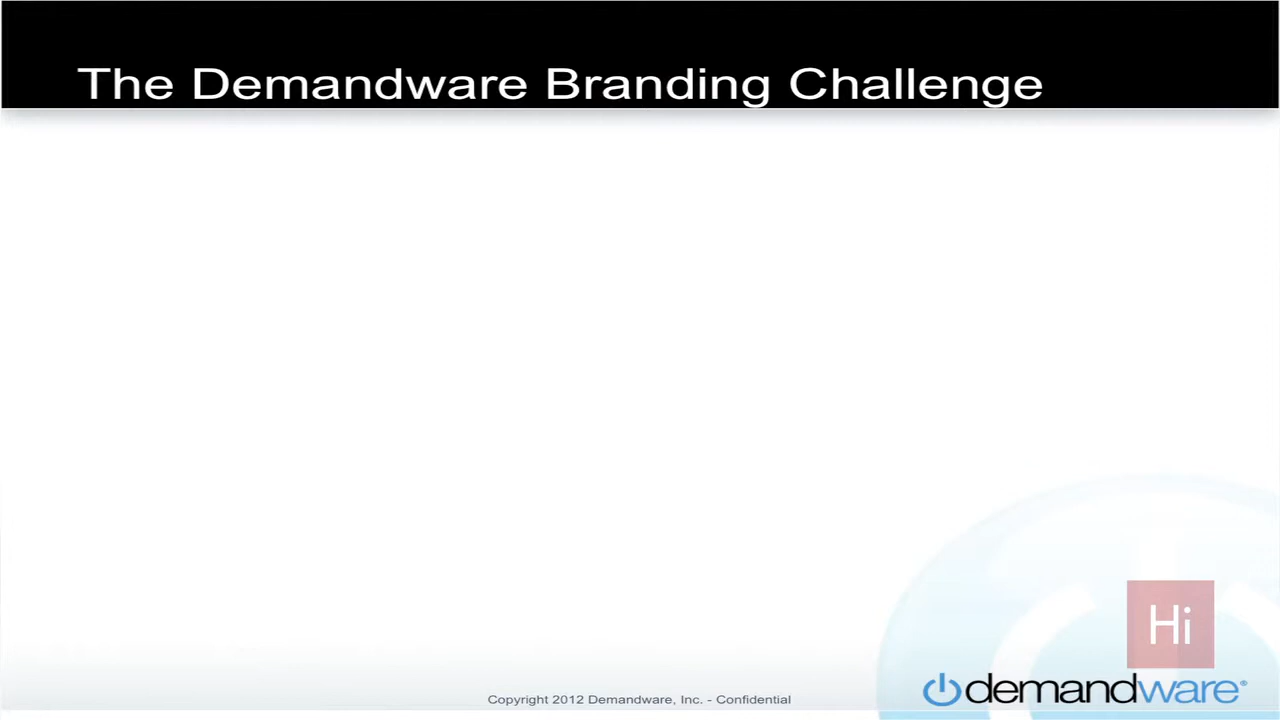 The Demandware Branding Challenge
Hi
Copyright 2012 Demandware, Inc. - Confidential
demandware®